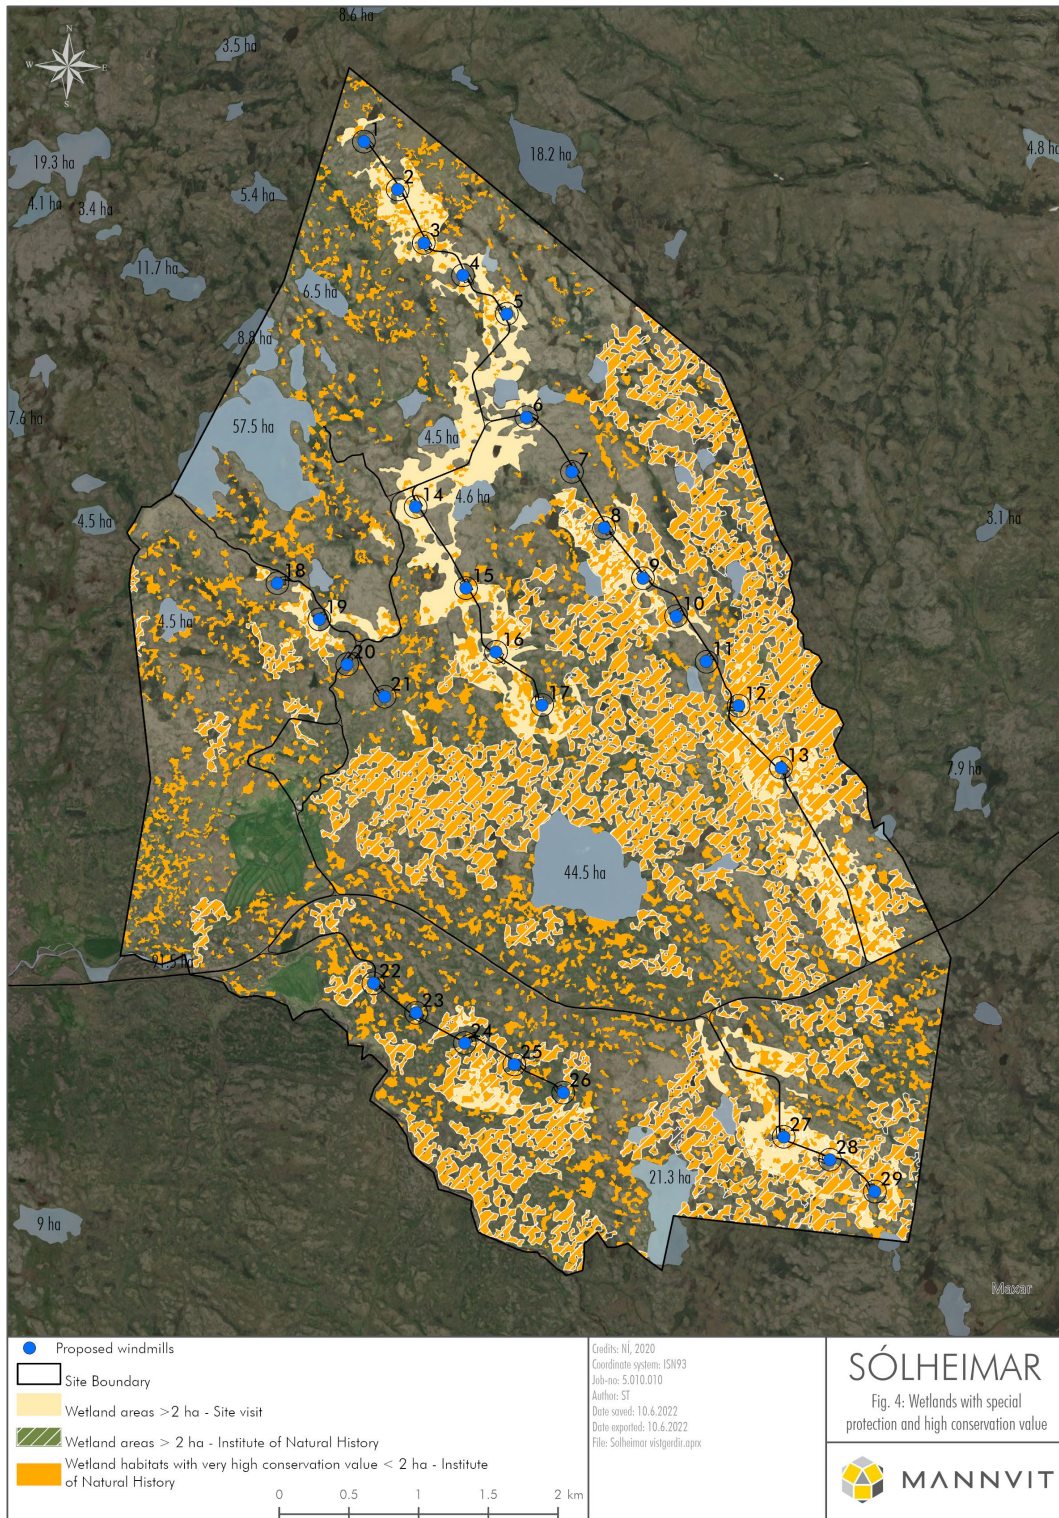 8.6 ha
N
3.5 ha
W
E
S
1
19.3 ha
18.2 ha
4.8 ha
2
5.4 ha
4.1 ha
3.4 ha
3
11.7 ha
4
6.5 ha
5
8.8 ha
7.6 ha
6
57.5 ha
4.5 ha
7
14
4.6 ha
4.5 ha
8
3.1 ha
18
9
15
19
4.5 ha
10
16
20
11
21
17
12
13
7.9 ha
44.5 ha
91.5 ha
22
23
24
25
26
27
28
21.3 ha
29
9 ha
Maxar
Proposed windmills
Site Boundary
Wetland areas >2 ha - Site visit
Wetland areas > 2 ha - Institute of Natural History
Wetland habitats with very high conservation value < 2 ha - Institute
of Natural History
0 0.5 1 1.5 2 km
Credits: NÍ, 2020
Coordinate system: ISN93
Job-no: 5.010.010
Author: ST
Date saved: 10.6.2022
Date exported: 10.6.2022
File: Solheimar vistgerdir.aprx
SÓLHEIMAR
Fig. 4: Wetlands with special
protection and high conservation value
MANNVIT